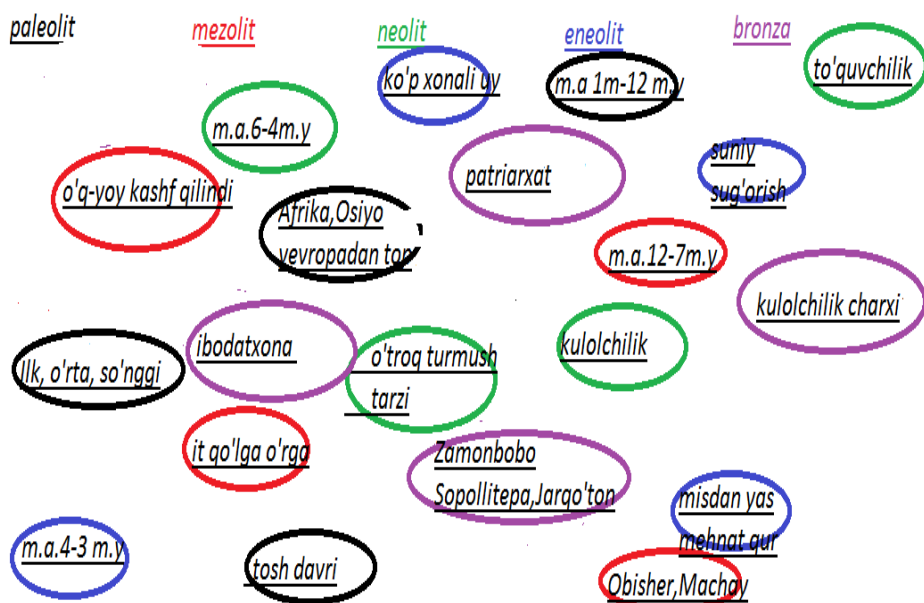 paleolit
mezolit
neolit
eneolit
bronza
ko'p xonali uy
m.a 1m-12 m.y
to'quvchilik
m.a.6-4m.y
patriarxat
suniy
sug'orish
o'q-yoy kashf qilindi
Afrika,Osiyo
yevropadan top
m.a.12-7m.y
kulolchilik charxi
ibodatxona
o'troq turmush
tarzi
kulolchilik
Ilk, o'rta, so'nggi
it qo'lga o'rga
Zamonbobo
Sopollitepa,Jarqo'ton
misdan yas
mehnat qur
m.a.4-3 m.y
tosh davri
Obisher,Machay